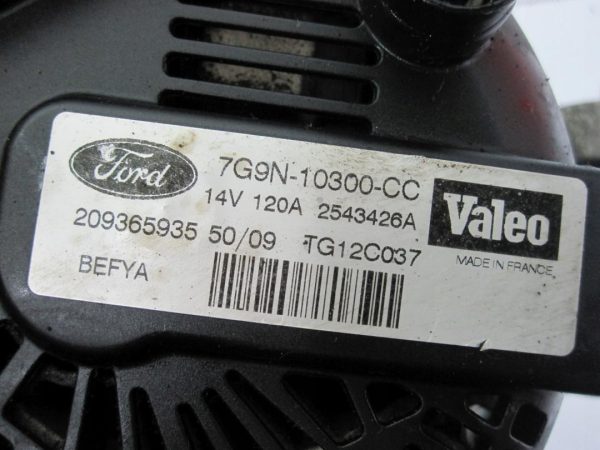 Ford 7G9N-10300-CC
14V 120A 2543426A
Valeo
209365935 50/09 TG12C037
MADE IN FRANCE
BEFYA